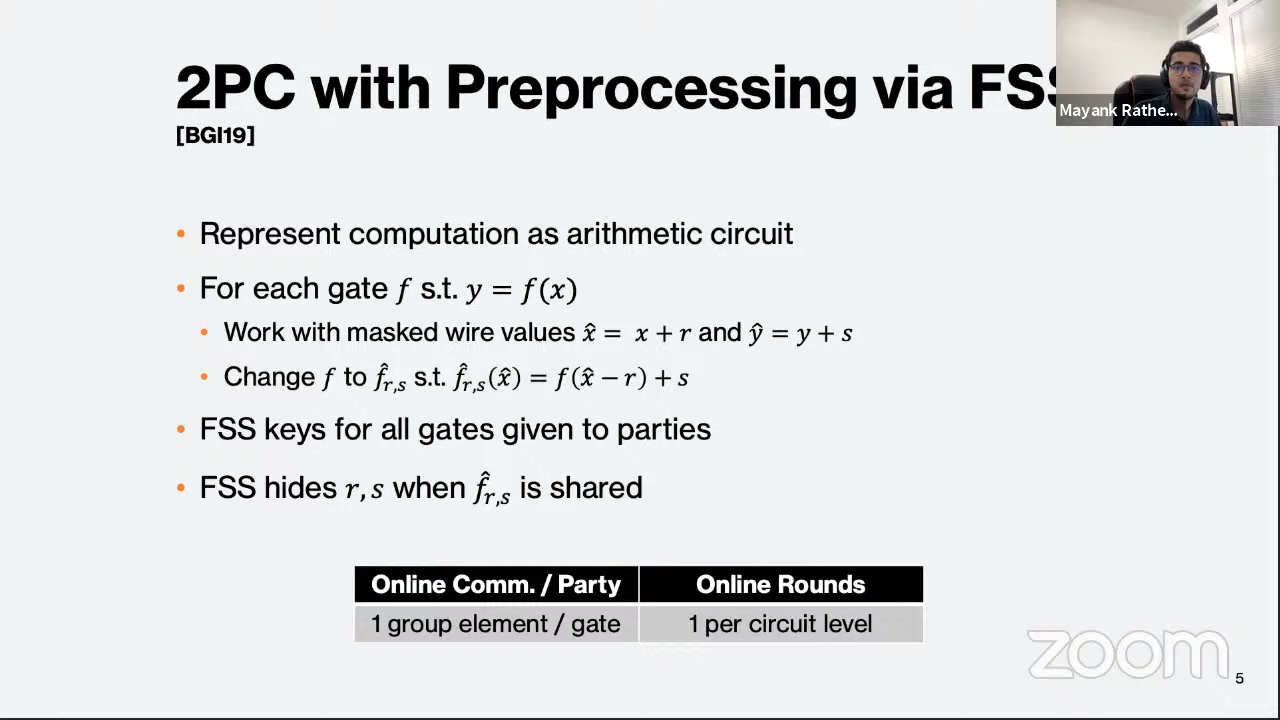 2PC with Preprocessing via FSS
[BGI19]
Mayank Rathe...
• Represent computation as arithmetic circuit
• For each gate f s.t. y = f(x)
• Work with masked wire values x̂ = x + r and ŷ = y + s
• Change f to f̂r,s s.t. f̂r,s(x̂) = f(x̂ − r) + s
• FSS keys for all gates given to parties
• FSS hides r, s when f̂r,s is shared
Online Comm. / Party Online Rounds
1 group element / gate 1 per circuit level
zoom
5